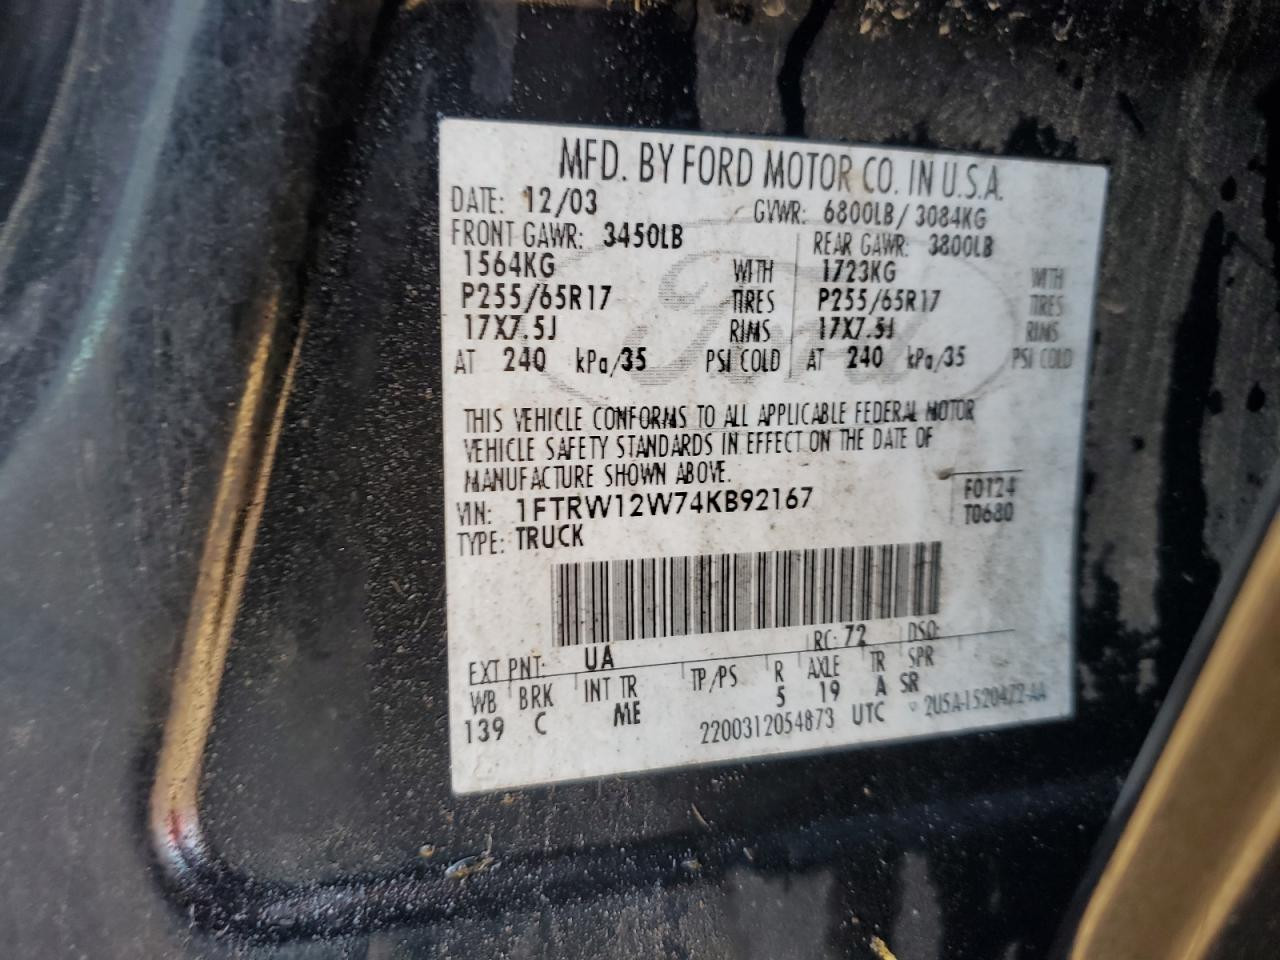 MFD. BY FORD MOTOR CO. IN U.S.A.
DATE: 12/03 GVWR: 6800LB/ 3084KG
FRONT GAWR: 3450LB REAR GAWR: 3800LB
1564KG WITH 1723KG WITH
P255/65R17 TIRES P255/65R17 TIRES
17X7.5J RIMS 17X7.5J RIMS
AT 240 kPa/35 PSI COLD AT 240 kPa/35 PSI COLD
THIS VEHICLE CONFORMS TO ALL APPLICABLE FEDERAL MOTOR
VEHICLE SAFETY STANDARDS IN EFFECT ON THE DATE OF
MANUFACTURE SHOWN ABOVE.
VIN: 1FTRW12W74KB92167 F0124
TYPE: TRUCK T0680
EXT PNT: UA RC: 72 DSO:
WB BRK INT TR TP/PS R AXLE TR SPR
139 C ME 5 19 A SR
2200312054873 UTC 2U5A-1520472-AA